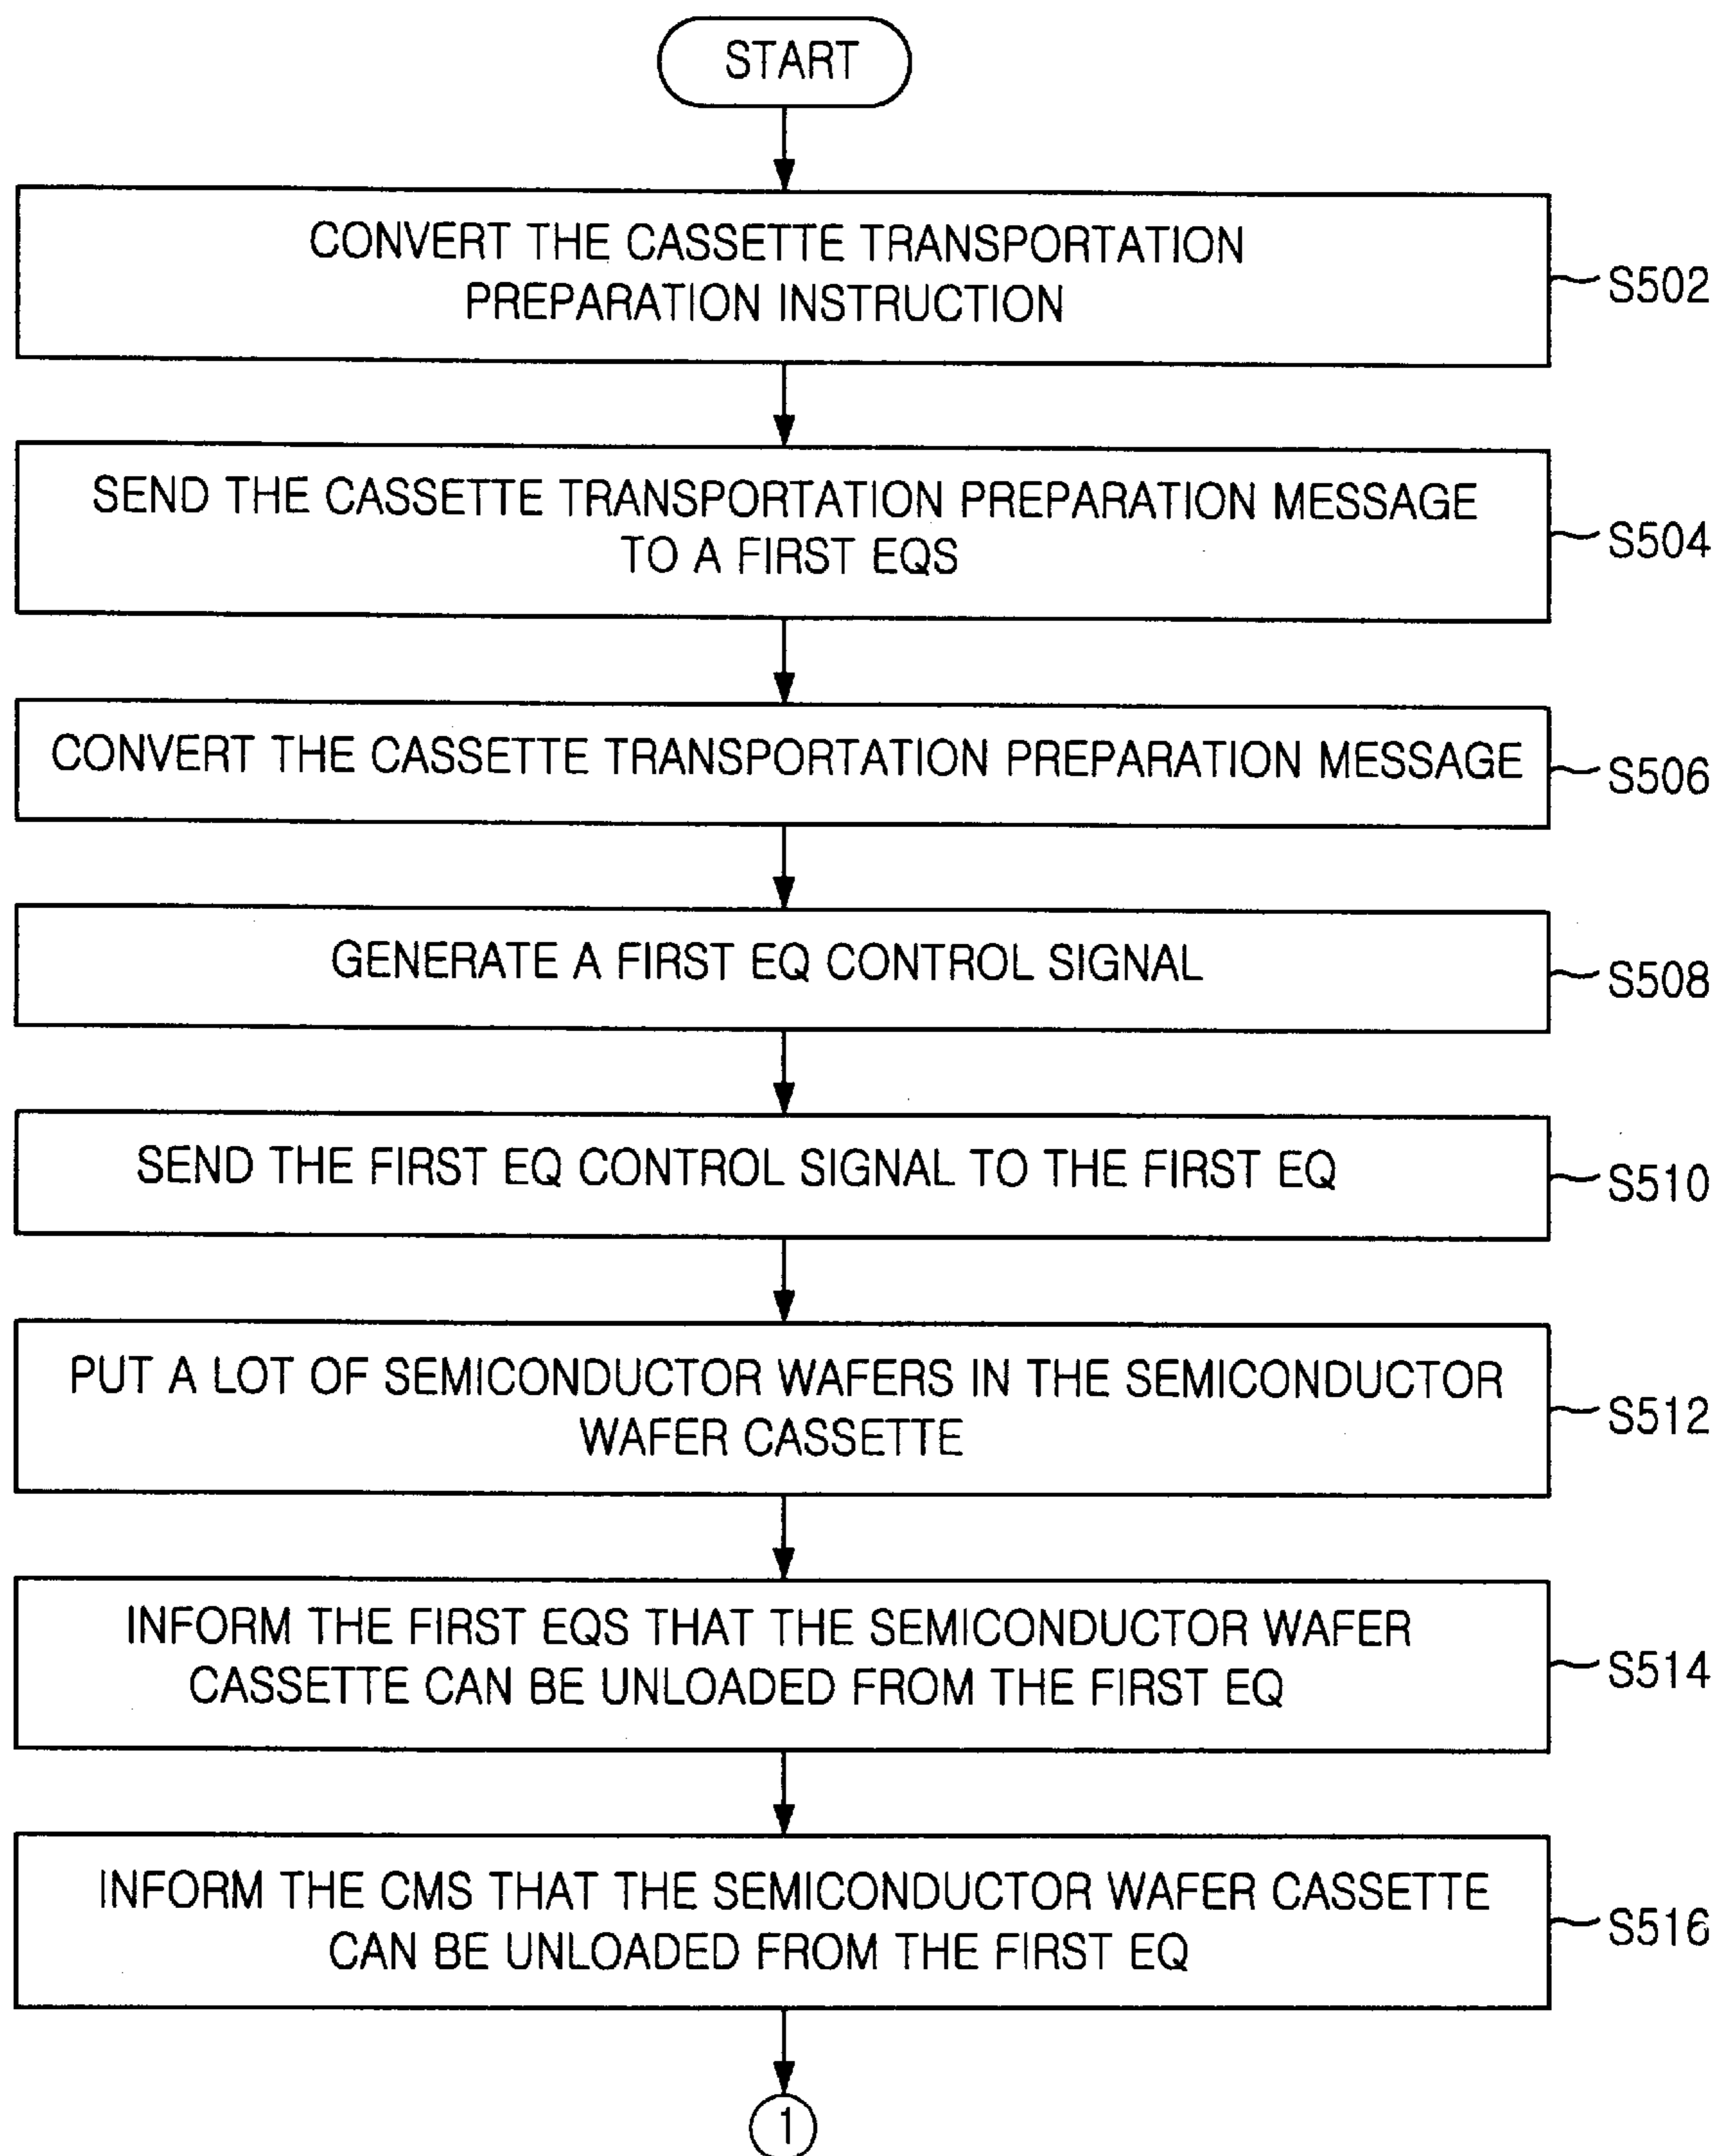 START
CONVERT THE CASSETTE TRANSPORTATION
PREPARATION INSTRUCTION
S502
SEND THE CASSETTE TRANSPORTATION PREPARATION MESSAGE
TO A FIRST EQS
S504
CONVERT THE CASSETTE TRANSPORTATION PREPARATION MESSAGE
S506
GENERATE A FIRST EQ CONTROL SIGNAL
S508
SEND THE FIRST EQ CONTROL SIGNAL TO THE FIRST EQ
S510
PUT A LOT OF SEMICONDUCTOR WAFERS IN THE SEMICONDUCTOR
WAFER CASSETTE
S512
INFORM THE FIRST EQS THAT THE SEMICONDUCTOR WAFER
CASSETTE CAN BE UNLOADED FROM THE FIRST EQ
S514
INFORM THE CMS THAT THE SEMICONDUCTOR WAFER CASSETTE
CAN BE UNLOADED FROM THE FIRST EQ
S516
1